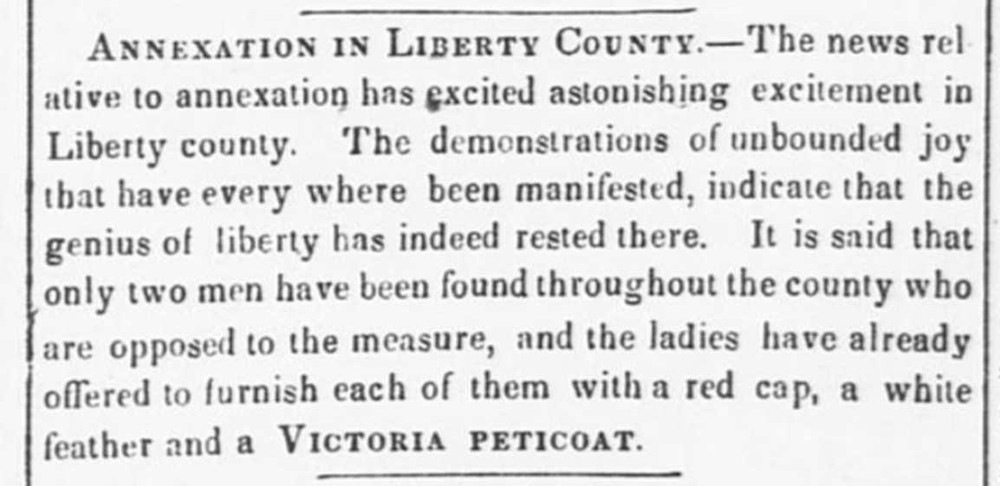 ANNEXATION IN LIBERTY COUNTY.—The news rel-
ative to annexation has excited astonishing excitement in
Liberty county. The demonstrations of unbounded joy
that have every where been manifested, indicate that the
genius of liberty has indeed rested there. It is said that
only two men have been found throughout the county who
are opposed to the measure, and the ladies have already
offered to furnish each of them with a red cap, a white
feather and a VICTORIA PETICOAT.